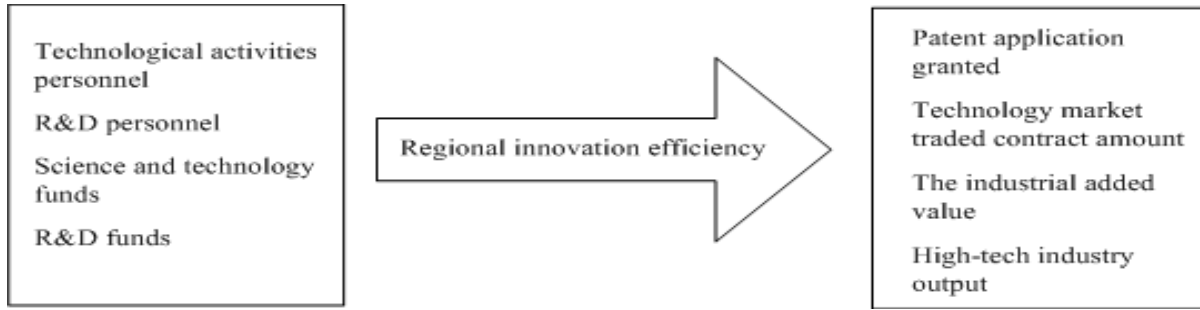 Technological activities
personnel
R&D personnel
Science and technology
funds
R&D funds
Regional innovation efficiency
Patent application
granted
Technology market
traded contract amount
The industrial added
value
High-tech industry
output